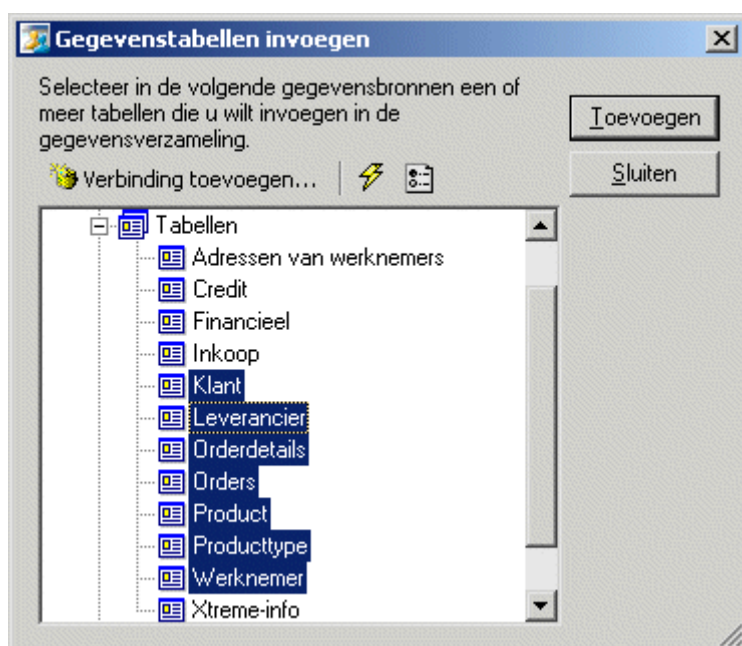 Gegevenstabellen invoegen
Selecteer in de volgende gegevensbronnen een of
meer tabellen die u wilt invoegen in de
gegevensverzameling.
Toevoegen
Sluiten
Verbinding toevoegen...
Tabellen
Adressen van werknemers
Credit
Financieel
Inkoop
Klant
Leverancier
Orderdetails
Orders
Product
Producttype
Werknemer
Xtreme-info